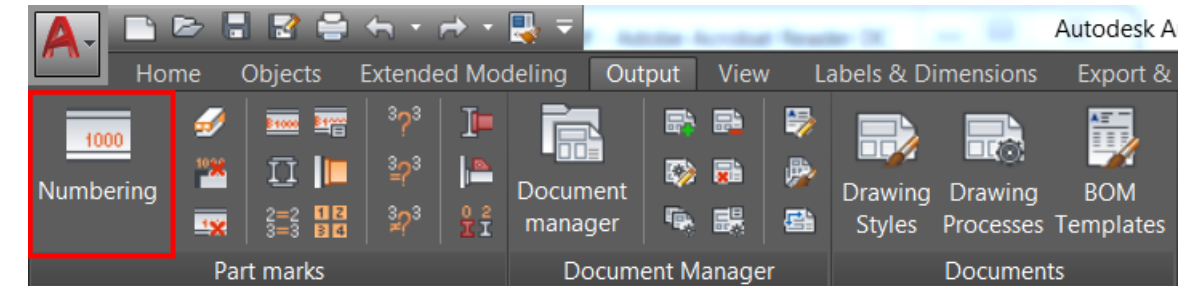 Autodesk A
Home Objects Extended Modeling Output View Labels & Dimensions Export &
1000
Numbering
Document
manager
Drawing
Styles
Drawing
Processes
BOM
Templates
Part marks Document Manager Documents